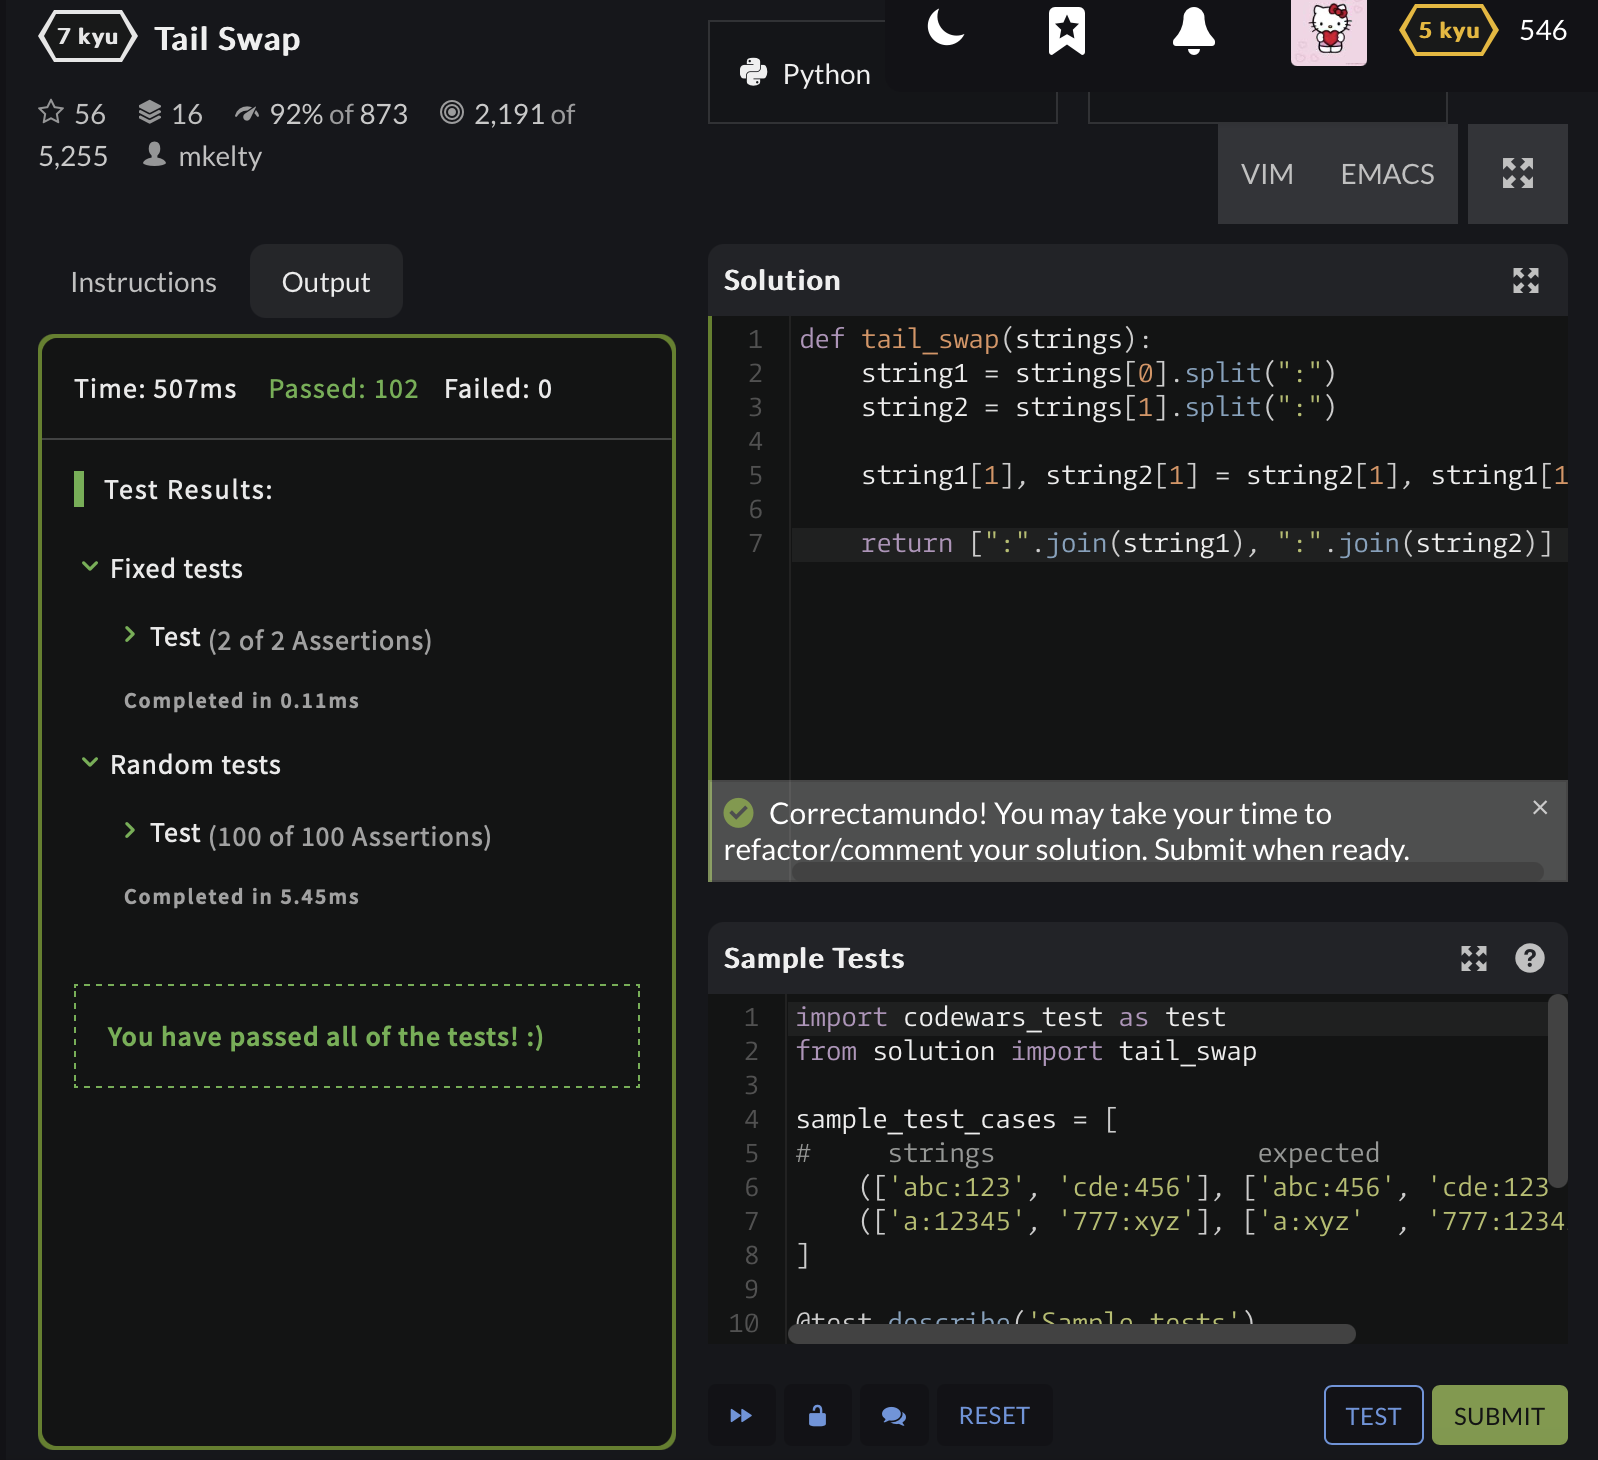 7 kyu Tail Swap
56 16 92% of 873 2,191 of
5,255 mkelty
Python
5 kyu 546
VIM EMACS
Instructions Output
Time: 507ms Passed: 102 Failed: 0
Test Results:
Fixed tests
Test (2 of 2 Assertions)
Completed in 0.11ms
Random tests
Test (100 of 100 Assertions)
Completed in 5.45ms
You have passed all of the tests! :)
Solution
1 def tail_swap(strings):
2 string1 = strings[0].split(":")
3 string2 = strings[1].split(":")
4
5 string1[1], string2[1] = string2[1], string1[1
6
7 return [":".join(string1), ":".join(string2)]
Correctamundo! You may take your time to
refactor/comment your solution. Submit when ready.
Sample Tests
1 import codewars_test as test
2 from solution import tail_swap
3
4 sample_test_cases = [
5 # strings expected
6 (['abc:123', 'cde:456'], ['abc:456', 'cde:123
7 (['a:12345', '777:xyz'], ['a:xyz' , '777:1234
8 ]
9
10 @test.describe('Sample tests')
RESET
TEST SUBMIT